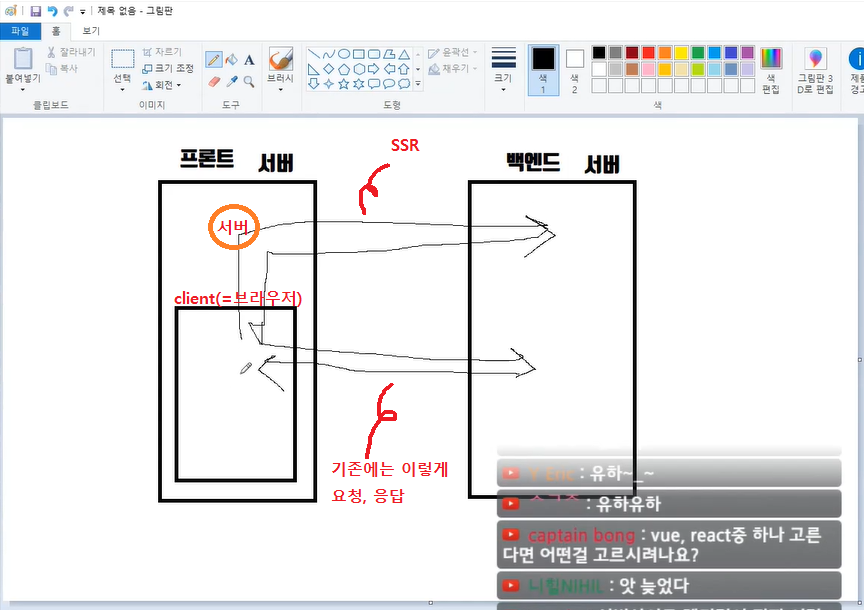 제목 없음 - 그림판
파일 홈 보기
붙여넣기 잘라내기 복사
선택 자르기 크기 조정 회전
브러시
윤곽선 채우기
크기
색 1 색 2
색 편집
그림판 3D로 편집
클립보드 이미지 도구 도형 색
SSR
프론트 서버
백엔드 서버
서버
client(=브라우저)
기존에는 이렇게
요청, 응답
: 유하~_~
: 유하유하
captain bong : vue, react중 하나 고른
다면 어떤걸 고르시려나요?
니힐NIHIL : 앗 늦었다